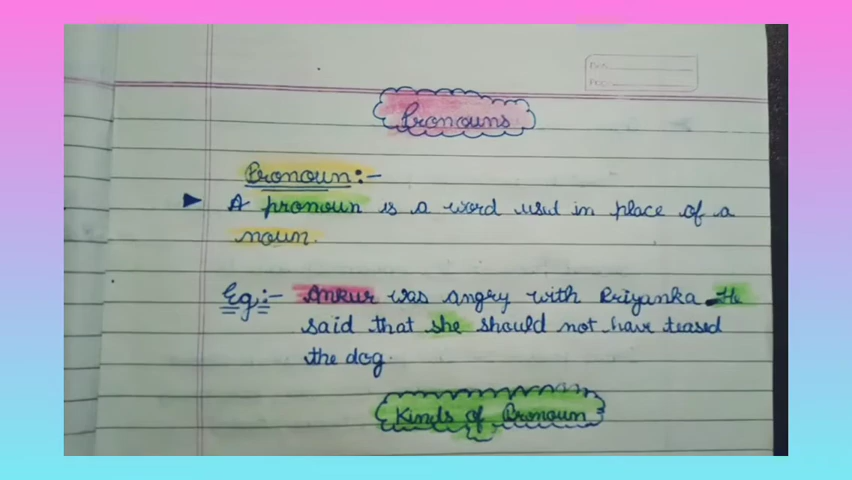 Pronouns
Pronoun:-
A pronoun is a word used in place of a
noun.
Eg:- Ankur was angry with Priyanka. He
said that she should not have teased
the dog.
Kinds of Pronoun